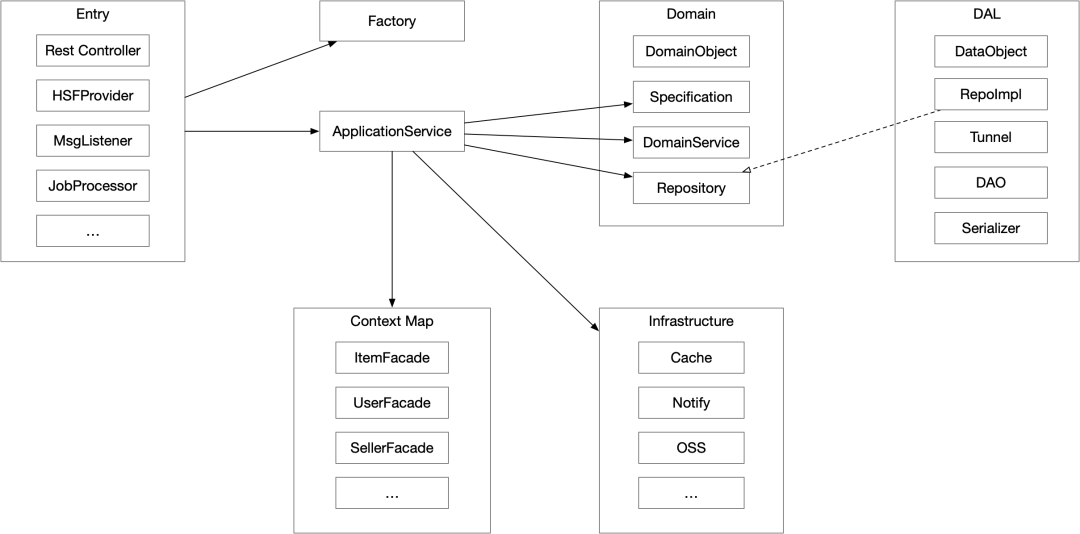 Entry
Rest Controller
HSFProvider
MsgListener
JobProcessor
...
Factory
ApplicationService
Domain
DomainObject
Specification
DomainService
Repository
DAL
DataObject
RepoImpl
Tunnel
DAO
Serializer
Context Map
ItemFacade
UserFacade
SellerFacade
...
Infrastructure
Cache
Notify
OSS
...